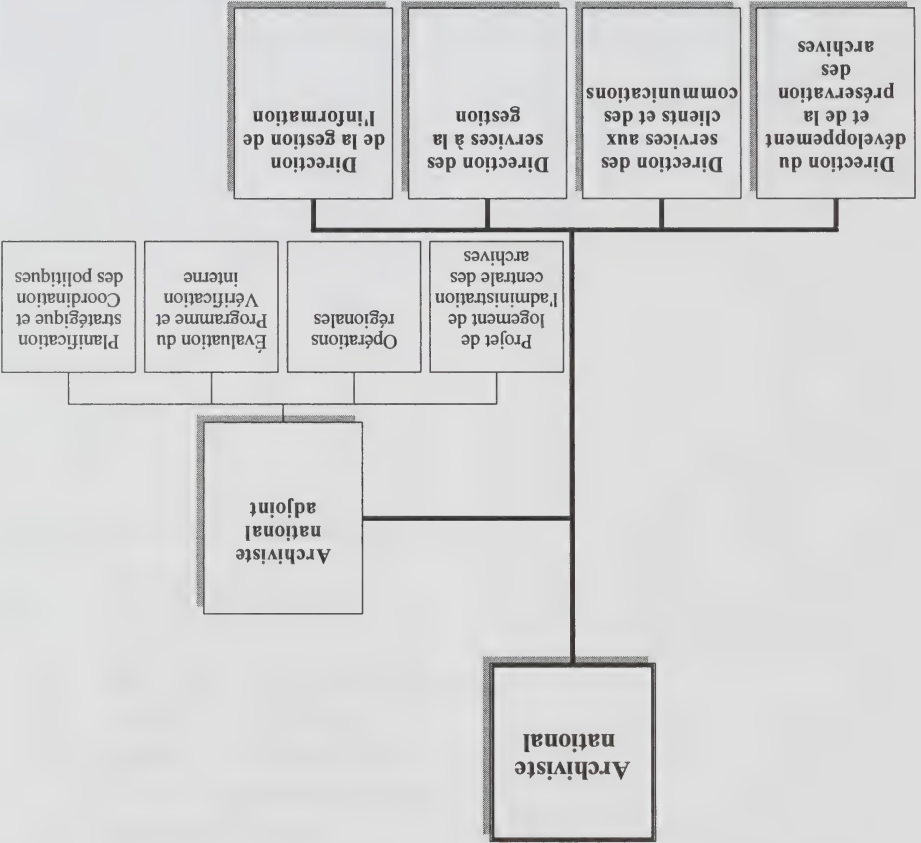 Archiviste
national
Archiviste
national
adjoint
Projet de
logement de
l'administration
centrale des
archives
Opérations
régionales
Évaluation du
Programme et
Vérification
interne
Planification
stratégique et
Coordination
des politiques
Direction du
développement
et de la
préservation
des
archives
Direction des
services aux
clients et des
communications
Direction des
services à la
gestion
Direction
de la gestion de
l'information